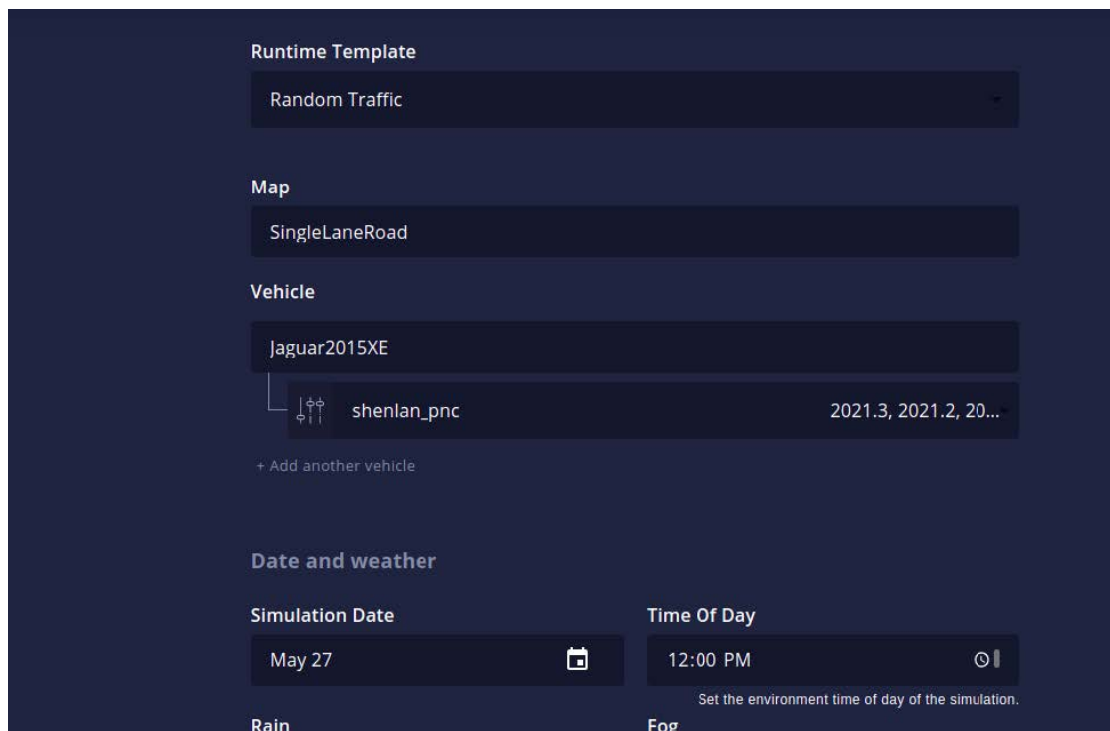 Runtime Template
Random Traffic
Map
SingleLaneRoad
Vehicle
Jaguar2015XE
shenlan_pnc 2021.3, 2021.2, 20...
+ Add another vehicle
Date and weather
Simulation Date Time Of Day
May 27 12:00 PM
Set the environment time of day of the simulation.
Rain Fog